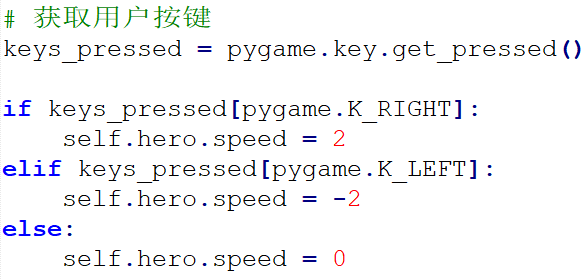 # 获取用户按键
keys_pressed = pygame.key.get_pressed()
if keys_pressed[pygame.K_RIGHT]:
    self.hero.speed = 2
elif keys_pressed[pygame.K_LEFT]:
    self.hero.speed = -2
else:
    self.hero.speed = 0